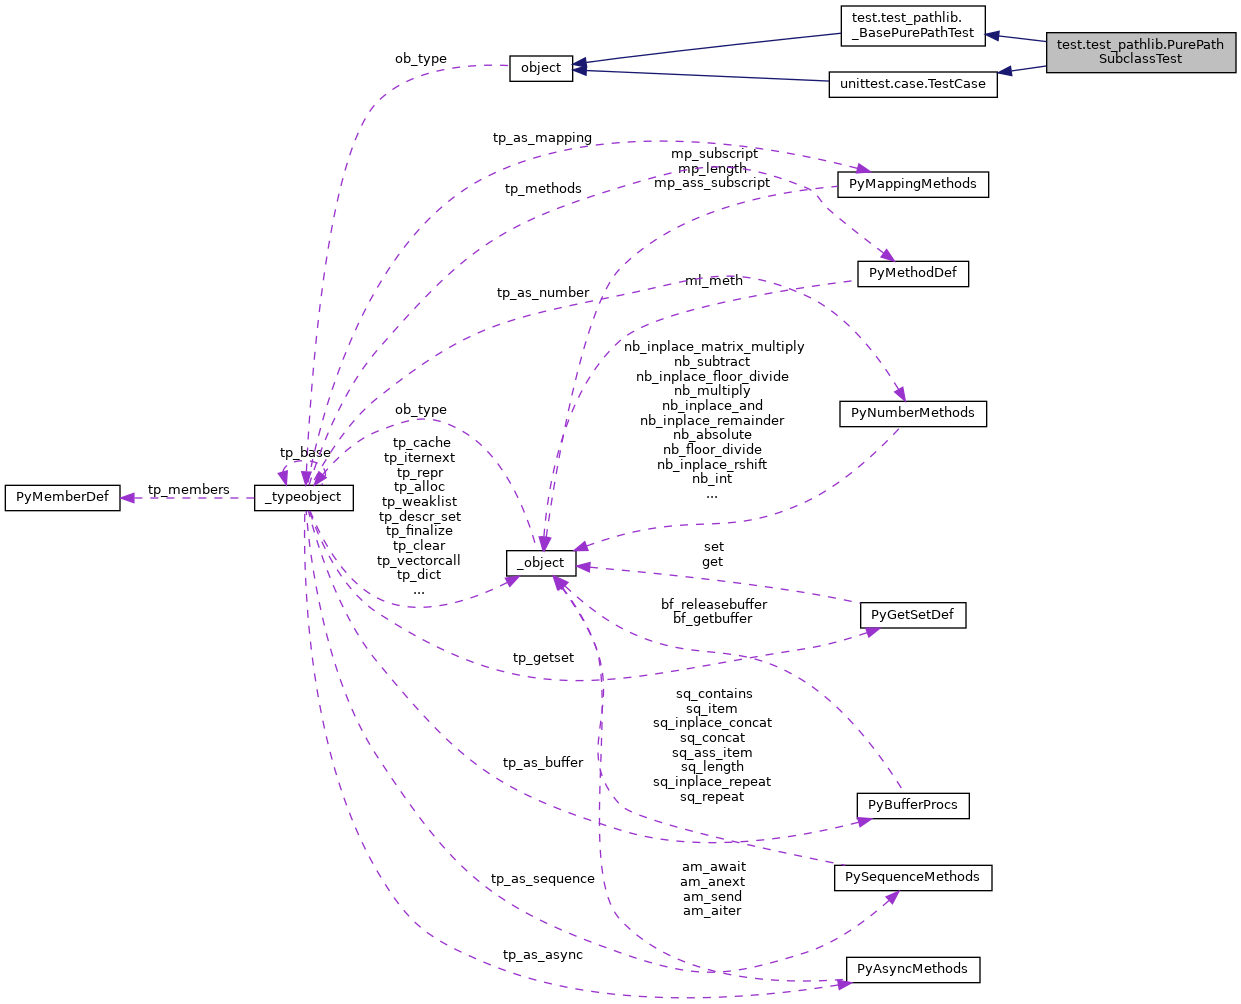 test.test_pathlib.
_BasePurePathTest
test.test_pathlib.PurePath
SubclassTest
ob_type
object
unittest.case.TestCase
tp_as_mapping
mp_subscript
mp_length
mp_ass_subscript
tp_methods
PyMappingMethods
PyMethodDef
ml_meth
tp_as_number
nb_inplace_matrix_multiply
nb_subtract
nb_inplace_floor_divide
nb_multiply
nb_inplace_and
nb_inplace_remainder
nb_absolute
nb_floor_divide
nb_inplace_rshift
nb_int
...
PyNumberMethods
ob_type
tp_cache
tp_iternext
tp_repr
tp_alloc
tp_weaklist
tp_descr_set
tp_finalize
tp_clear
tp_vectorcall
tp_dict
...
tp_base
PyMemberDef
tp_members
_typeobject
_object
set
get
bf_releasebuffer
bf_getbuffer
PyGetSetDef
tp_getset
sq_contains
sq_item
sq_inplace_concat
sq_concat
sq_ass_item
sq_length
sq_inplace_repeat
sq_repeat
tp_as_buffer
PyBufferProcs
am_await
am_anext
am_send
am_aiter
tp_as_sequence
PySequenceMethods
tp_as_async
PyAsyncMethods